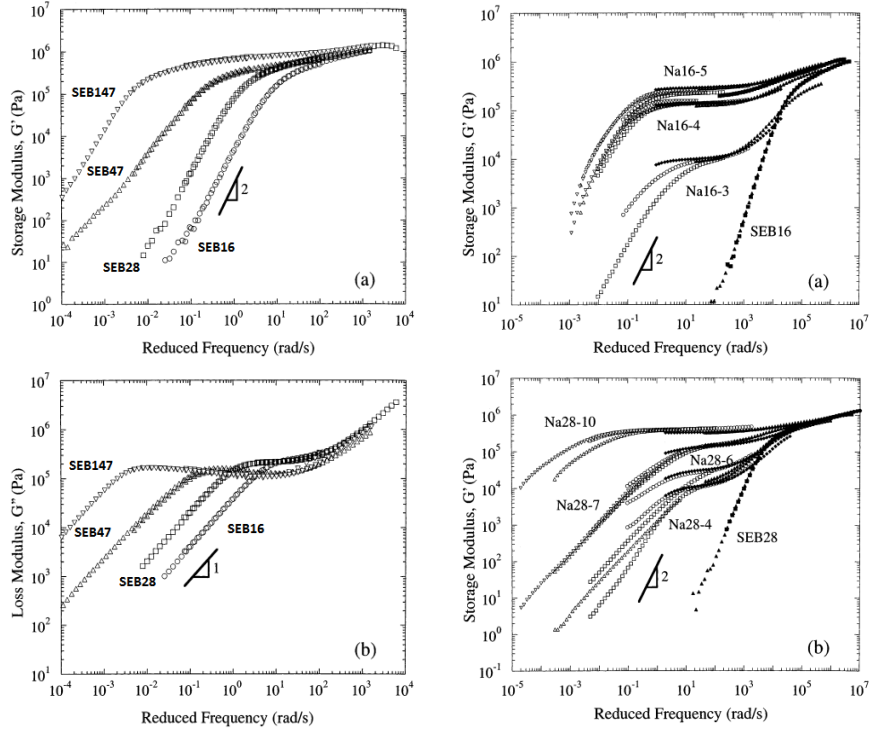 Storage Modulus, G' (Pa)
10^7
10^6
10^5
10^4
10^3
10^2
10^1
10^0
SEB147
SEB47
SEB28
SEB16
2
(a)
10^-4 10^-3 10^-2 10^-1 10^0 10^1 10^2 10^3 10^4
Reduced Frequency (rad/s)
Storage Modulus, G' (Pa)
10^7
10^6
10^5
10^4
10^3
10^2
10^1
Na16-5
Na16-4
Na16-3
SEB16
2
(a)
10^-5 10^-3 10^-1 10^1 10^3 10^5 10^7
Reduced Frequency (rad/s)
Loss Modulus, G" (Pa)
10^7
10^6
10^5
10^4
10^3
10^2
10^1
SEB147
SEB47
SEB16
SEB28
1
(b)
10^-4 10^-3 10^-2 10^-1 10^0 10^1 10^2 10^3 10^4
Reduced Frequency (rad/s)
Storage Modulus, G' (Pa)
10^7
10^6
10^5
10^4
10^3
10^2
10^1
10^0
10^-1
Na28-10
Na28-6
Na28-7
Na28-4
SEB28
2
(b)
10^-5 10^-3 10^-1 10^1 10^3 10^5 10^7
Reduced Frequency (rad/s)